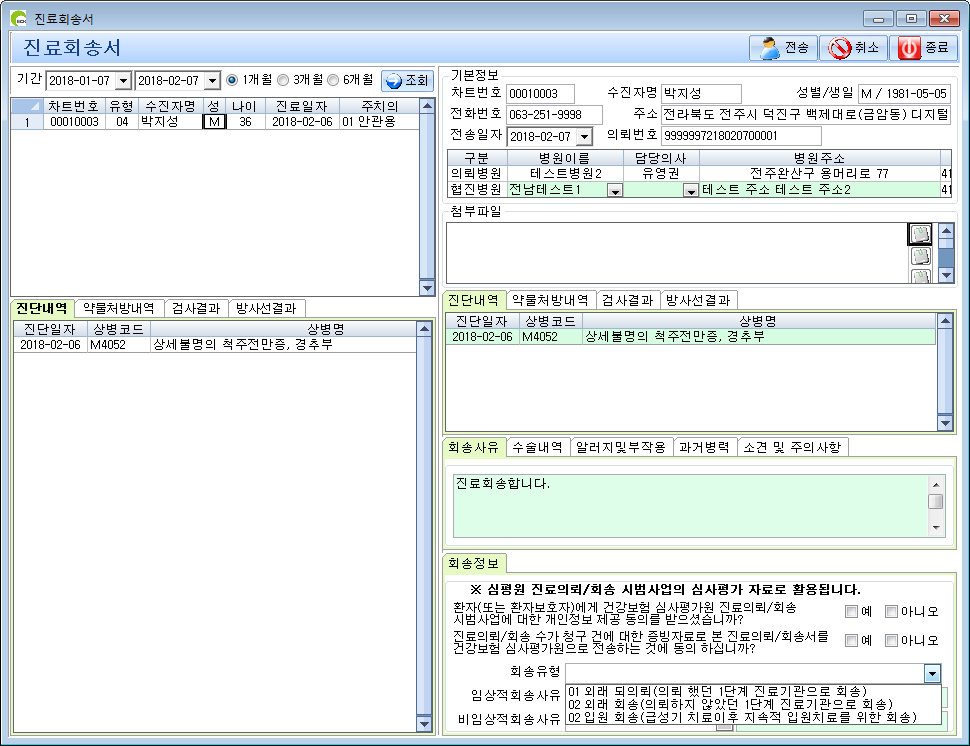 진료회송서
진료회송서
전송 취소 종료
기간 2018-01-07 2018-02-07 1개월 3개월 6개월 조회
차트번호 유형 수진자명 성 나이 진료일자 주치의
1 00010003 04 박지성 M 36 2018-02-06 01 안관용
진단내역 약물처방내역 검사결과 방사선결과
진단일자 상병코드 상병명
2018-02-06 M4052 상세불명의 척주전만증, 경추부
기본정보
차트번호 00010003 수진자명 박지성 성별/생일 M / 1981-05-05
전화번호 063-251-9998 주소 전라북도 전주시 덕진구 백제대로(금암동) 디지털
전송일자 2018-02-07 의뢰번호 9999997218020700001
구분 병원이름 담당의사 병원주소
의뢰병원 테스트병원2 유영권 전주완산구 용머리로 77 41
협진병원 전남테스트1 테스트 주소 테스트 주소2 41
첨부파일
진단내역 약물처방내역 검사결과 방사선결과
진단일자 상병코드 상병명
2018-02-06 M4052 상세불명의 척주전만증, 경추부
회송사유 수술내역 알러지및부작용 과거병력 소견 및 주의사항
진료회송합니다.
회송정보
※ 심평원 진료의뢰/회송 시범사업의 심사평가 자료로 활용됩니다.
환자(또는 환자보호자)에게 건강보험 심사평가원 진료의뢰/회송
시범사업에 대한 개인정보 제공 동의를 받으셨습니까? 예 아니오
진료의뢰/회송 수가 청구 건에 대한 증빙자료로 본 진료의뢰/회송서를
건강보험 심사평가원으로 전송하는 것에 동의 하십니까? 예 아니오
회송유형
임상적회송사유 01 외래 되의뢰(의뢰 했던 1단계 진료기관으로 회송)
02 외래 회송(의뢰하지 않았던 1단계 진료기관으로 회송)
비임상적회송사유 02 입원 회송(급성기 치료이후 지속적 입원치료를 위한 회송)